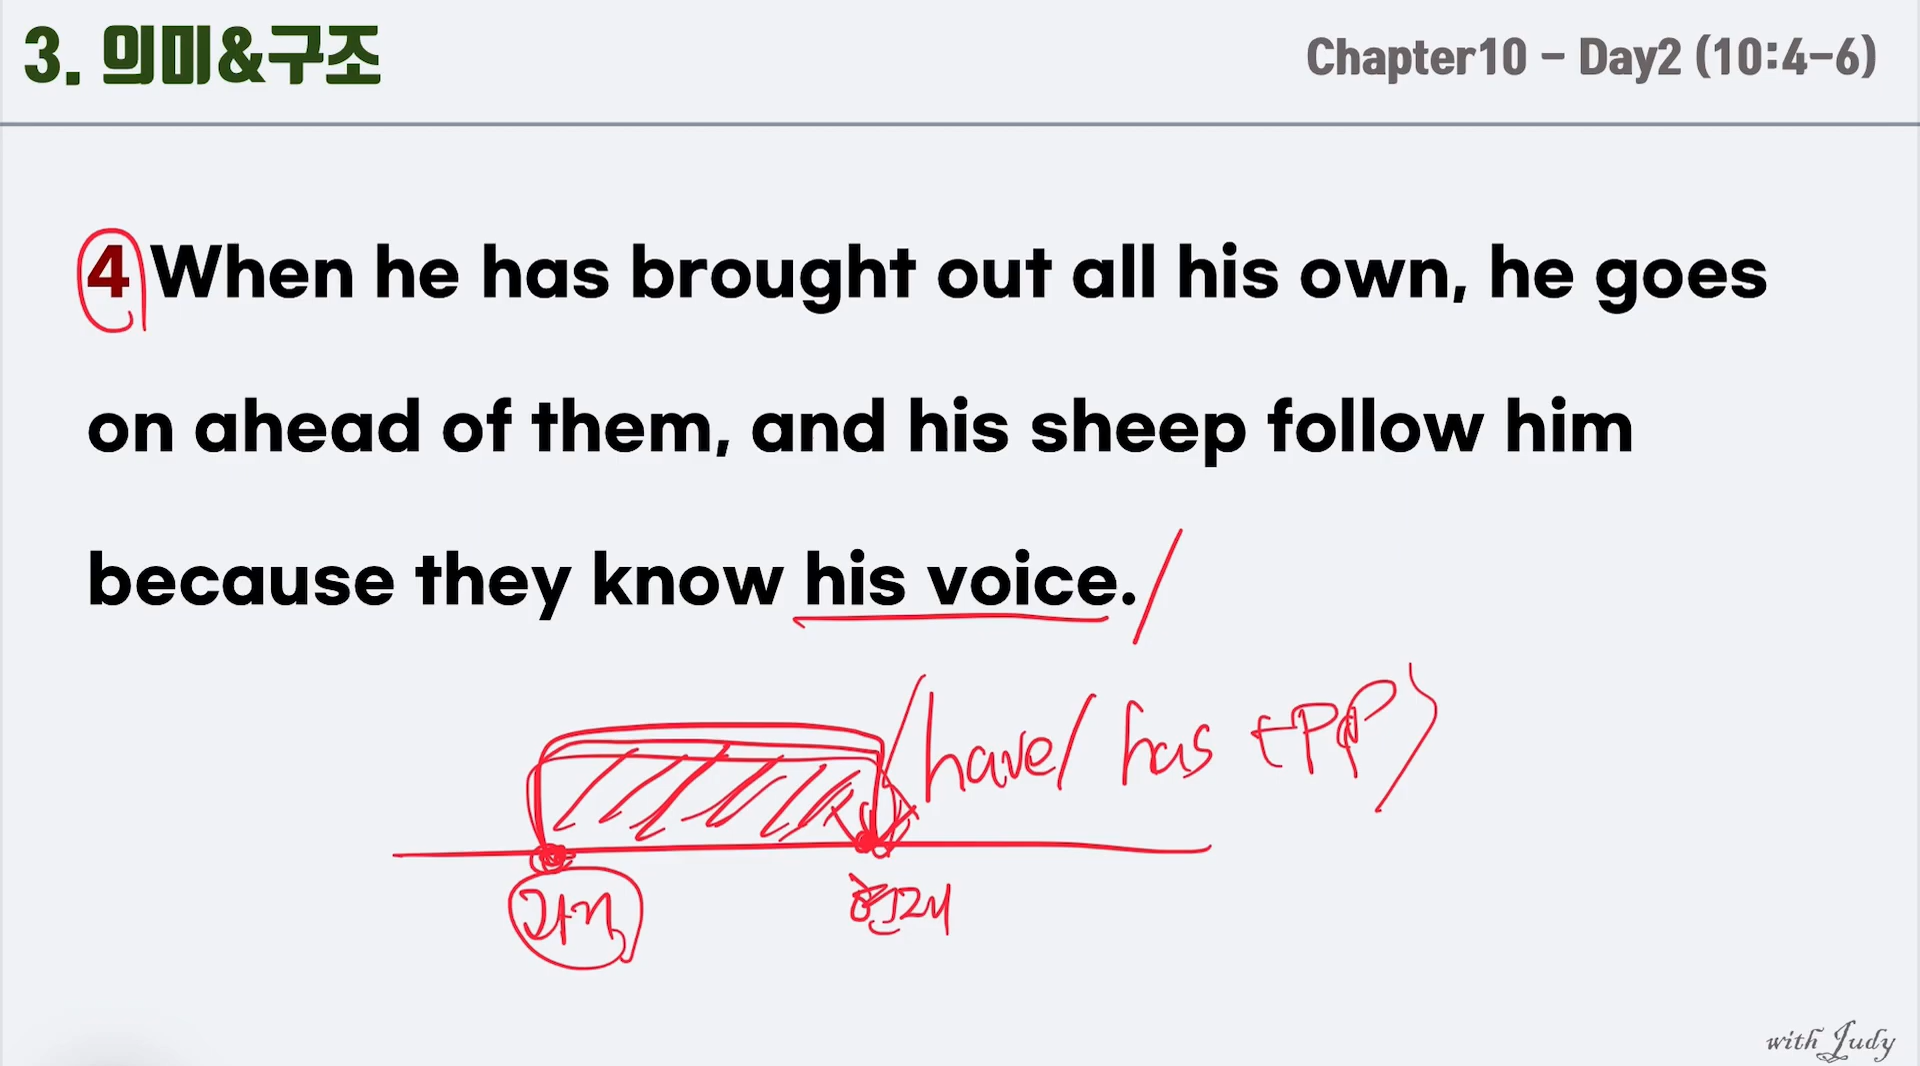 3. 의미&구조
Chapter10 - Day2 (10:4-6)
4 When he has brought out all his own, he goes
on ahead of them, and his sheep follow him
because they know his voice.
(have/has +PP)
과거 현재
with Judy